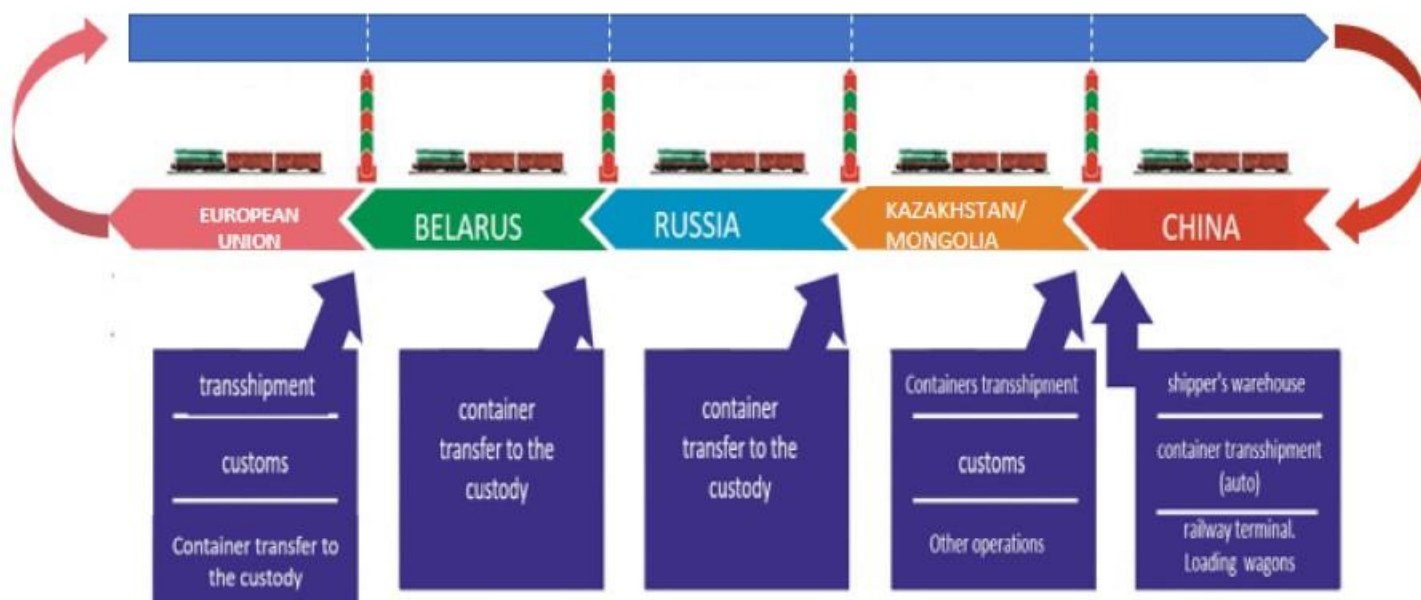 EUROPEAN
UNION
BELARUS
RUSSIA
KAZAKHSTAN/
MONGOLIA
CHINA
transshipment
customs
Container transfer to
the custody
container
transfer to the
custody
container
transfer to the
custody
Containers transshipment
customs
Other operations
shipper's warehouse
container transshipment
(auto)
railway terminal.
Loading wagons